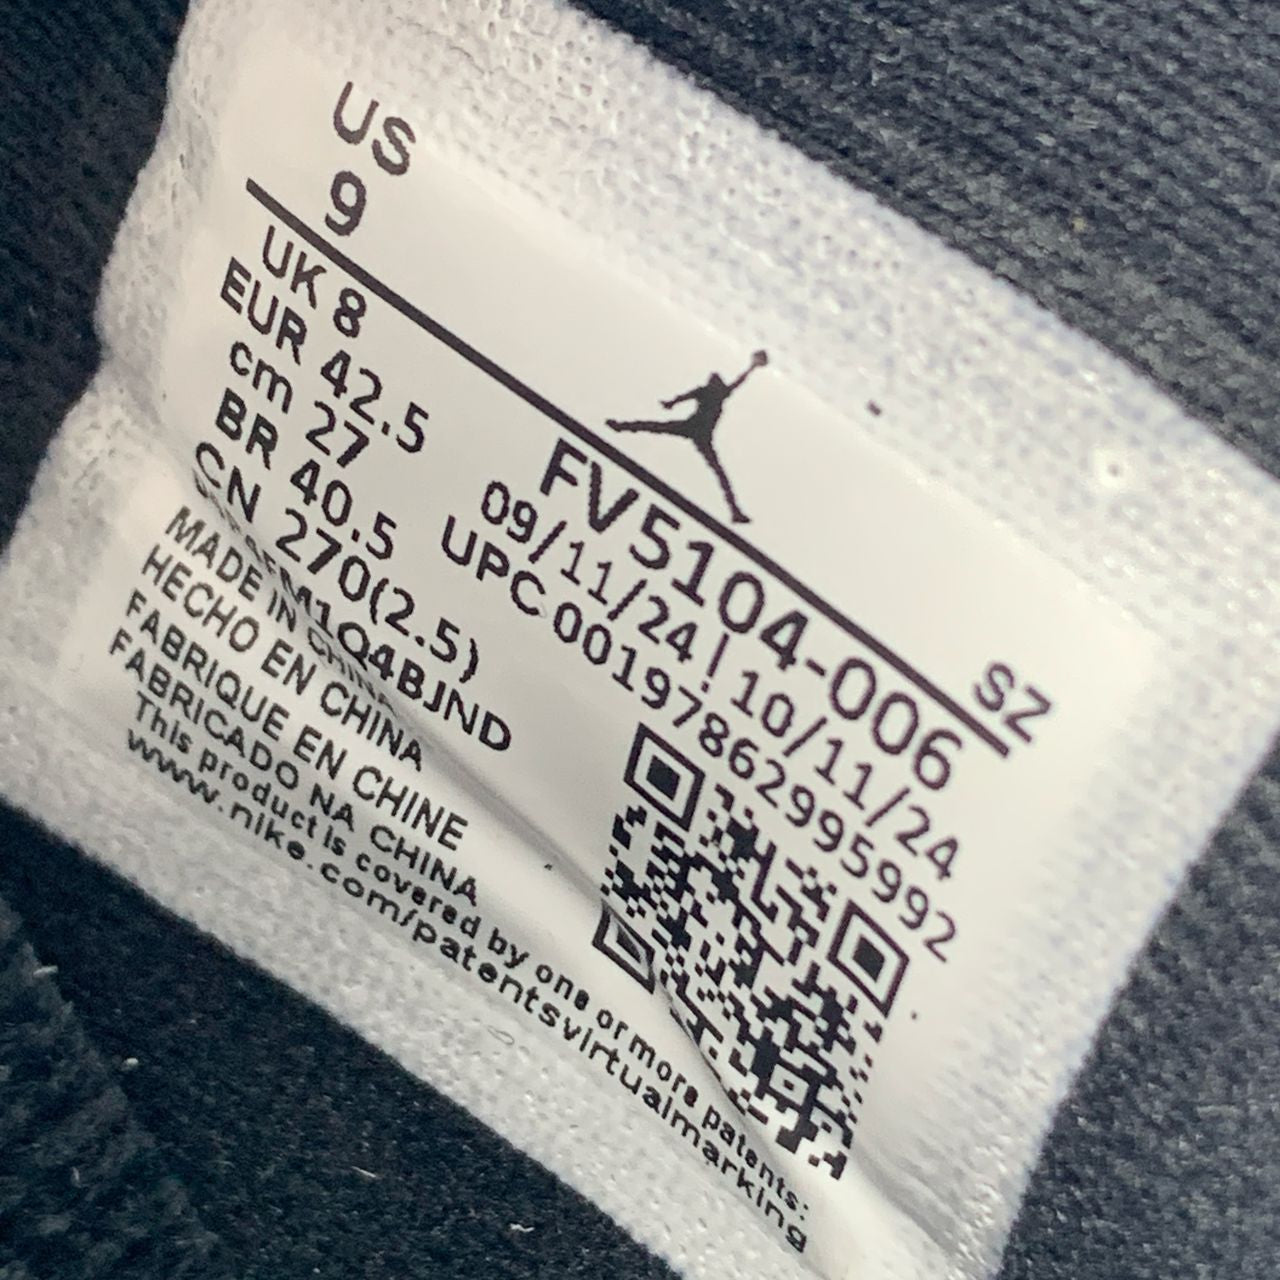 US
9
SZ
UK 8
EUR 42.5
cm 27
BR 40.5
CN 270(2.5)
FV5104-006
09/11/24 | 10/11/24
UPC 00197862995992
MADE IN CHINA
HECHO EN CHINA
FABRIQUE EN CHINE
FABRICADO NA CHINA
This product is covered by one or more patents:
www.nike.com/patentsvirtualmarking